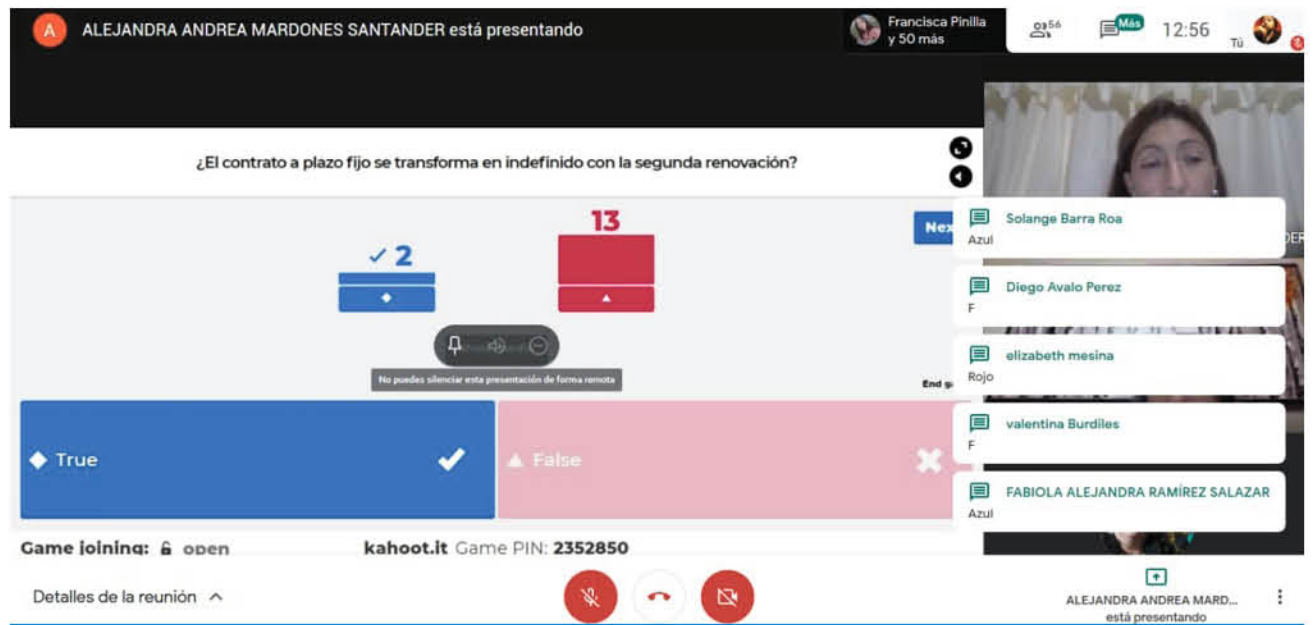 A
ALEJANDRA ANDREA MARDONES SANTANDER está presentando
Francisca Pinilla
y 50 más
56
Más
12:56
Tú
¿El contrato a plazo fijo se transforma en indefinido con la segunda renovación?
2
13
Nex
No puedes silenciar esta presentación de forma remota
End g
True
False
Game joining: open
kahoot.it Game PIN: 2352850
Solange Barra Roa
Azul
Diego Avalo Perez
F
elizabeth mesina
Rojo
valentina Burdiles
F
FABIOLA ALEJANDRA RAMÍREZ SALAZAR
Azul
DER
Detalles de la reunión
ALEJANDRA ANDREA MARD...
está presentando